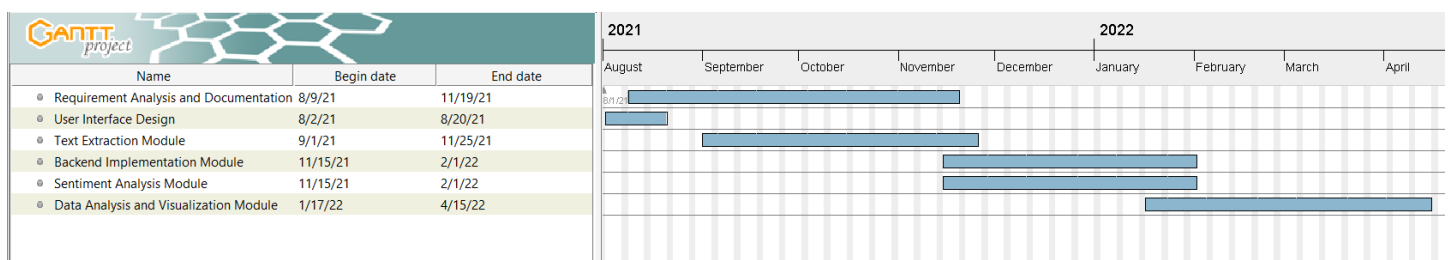 GANTT
project
2021 2022
August September October November December January February March April
Name Begin date End date
8/1/21
Requirement Analysis and Documentation 8/9/21 11/19/21
User Interface Design 8/2/21 8/20/21
Text Extraction Module 9/1/21 11/25/21
Backend Implementation Module 11/15/21 2/1/22
Sentiment Analysis Module 11/15/21 2/1/22
Data Analysis and Visualization Module 1/17/22 4/15/22